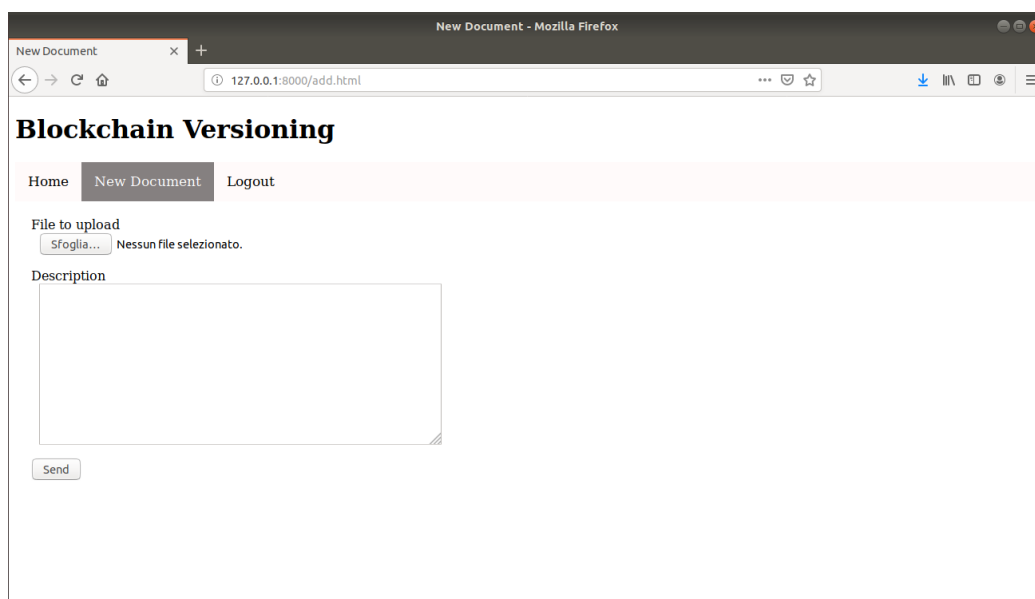 New Document - Mozilla Firefox
New Document
127.0.0.1:8000/add.html
Blockchain Versioning
Home New Document Logout
File to upload
Sfoglia... Nessun file selezionato.
Description
Send